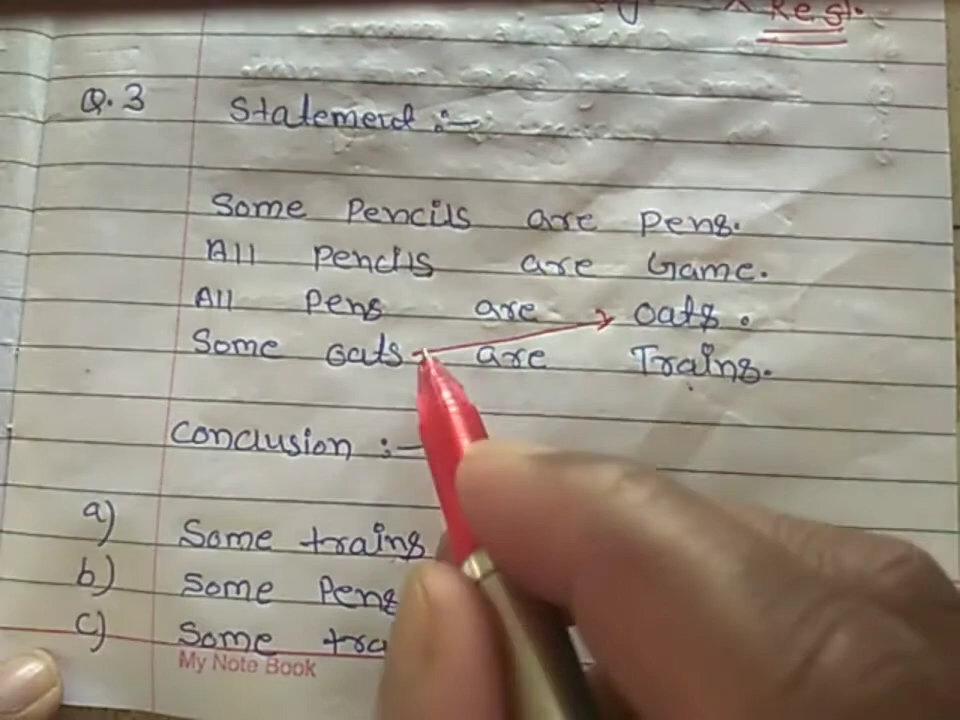 Res).
Q.3 Statement :-
Some Pencils are Pens.
All Pencils are Game.
All Pens are Oats.
Some Oats are Trains.
Conclusion :-
a) Some trains
b) Some Pens
c) Some tra
My Note Book